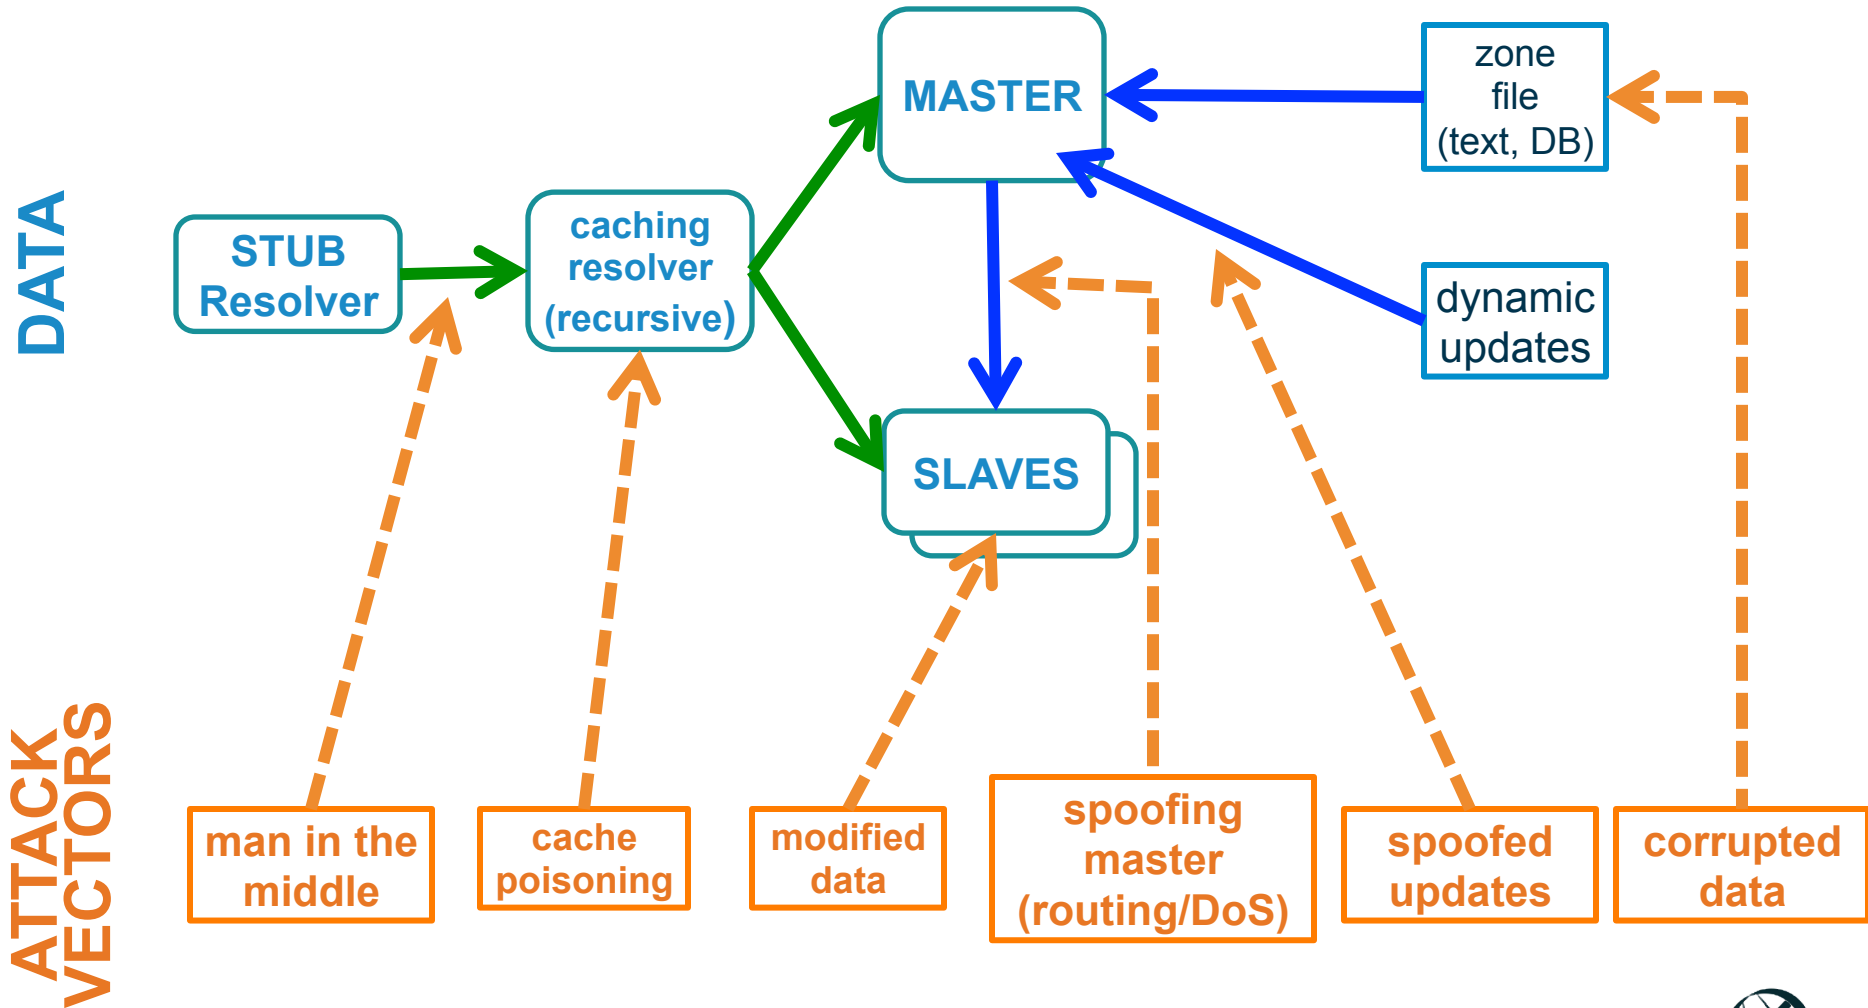 DATA
STUB
Resolver
caching
resolver
(recursive)
MASTER
SLAVES
zone
file
(text, DB)
dynamic
updates
ATTACK
VECTORS
man in the
middle
cache
poisoning
modified
data
spoofing
master
(routing/DoS)
spoofed
updates
corrupted
data